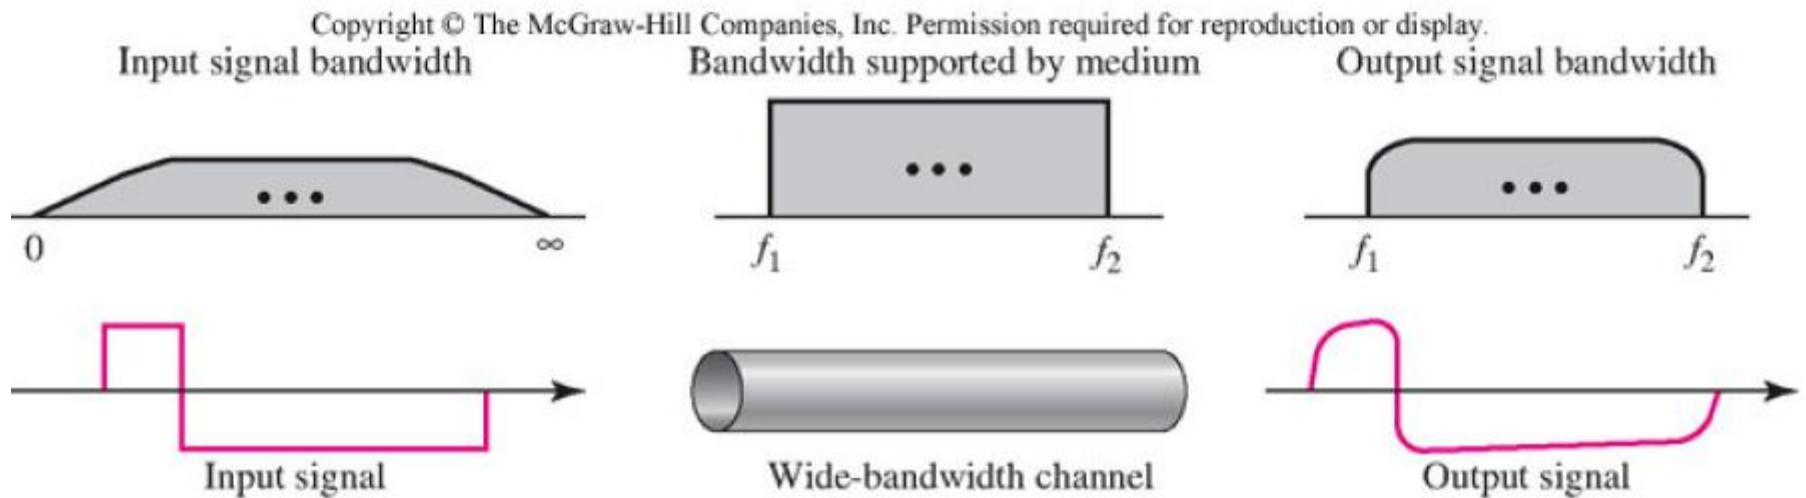 Copyright © The McGraw-Hill Companies, Inc. Permission required for reproduction or display.
Input signal bandwidth
Bandwidth supported by medium
Output signal bandwidth
0
∞
f₁
f₂
f₁
f₂
Input signal
Wide-bandwidth channel
Output signal